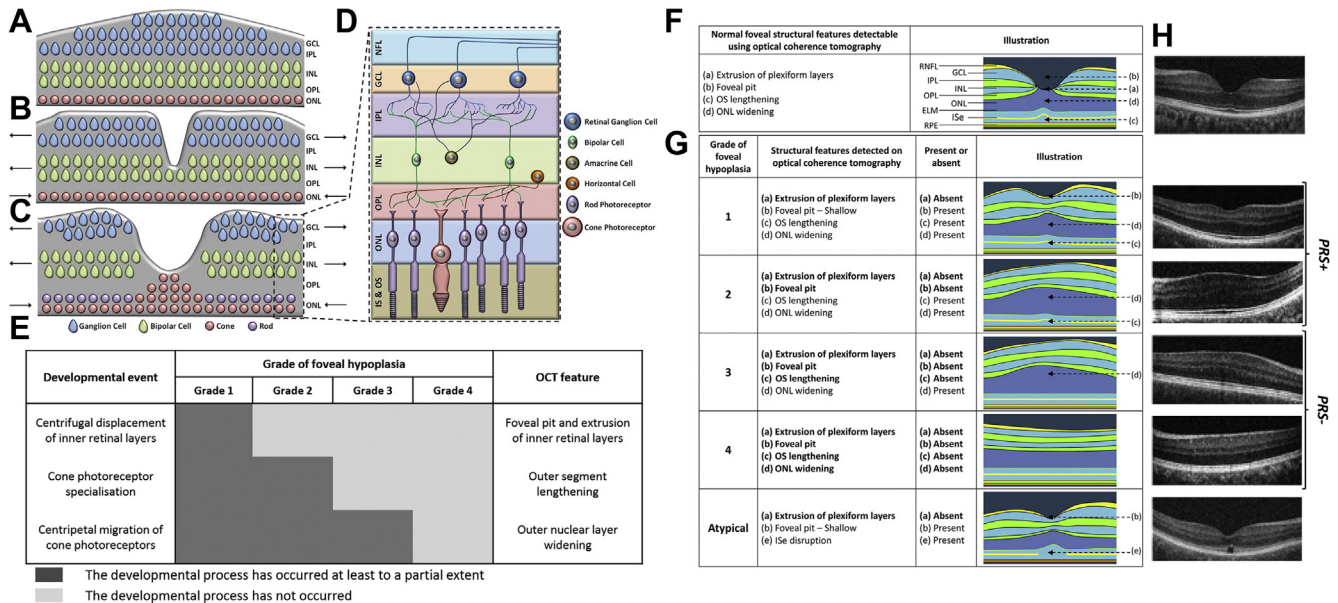 A
GCL
IPL
INL
OPL
ONL
B
GCL
IPL
INL
OPL
ONL
C
GCL
IPL
INL
OPL
ONL
Ganglion Cell
Bipolar Cell
Cone
Rod
D
NFL
GCL
IPL
INL
OPL
ONL
IS & OS
Retinal Ganglion Cell
Bipolar Cell
Amacrine Cell
Horizontal Cell
Rod Photoreceptor
Cone Photoreceptor
E
Developmental event
Grade of foveal hypoplasia
OCT feature
Grade 1
Grade 2
Grade 3
Grade 4
Centrifugal displacement
of inner retinal layers
Foveal pit and extrusion
of inner retinal layers
Cone photoreceptor
specialisation
Outer segment
lengthening
Centripetal migration of
cone photoreceptors
Outer nuclear layer
widening
The developmental process has occurred at least to a partial extent
The developmental process has not occurred
F
Normal foveal structural features detectable
using optical coherence tomography
Illustration
(a) Extrusion of plexiform layers
(b) Foveal pit
(c) OS lengthening
(d) ONL widening
RNFL
GCL
IPL
INL
OPL
ONL
ELM
ISe
RPE
(b)
(a)
(d)
(c)
G
Grade of
foveal
hypoplasia
Structural features detected on
optical coherence tomography
Present or
absent
Illustration
1
(a) Extrusion of plexiform layers
(b) Foveal pit – Shallow
(c) OS lengthening
(d) ONL widening
(a) Absent
(b) Present
(c) Present
(d) Present
(b)
(d)
(c)
2
(a) Extrusion of plexiform layers
(b) Foveal pit
(c) OS lengthening
(d) ONL widening
(a) Absent
(b) Absent
(c) Present
(d) Present
(d)
(c)
3
(a) Extrusion of plexiform layers
(b) Foveal pit
(c) OS lengthening
(d) ONL widening
(a) Absent
(b) Absent
(c) Absent
(d) Present
(d)
4
(a) Extrusion of plexiform layers
(b) Foveal pit
(c) OS lengthening
(d) ONL widening
(a) Absent
(b) Absent
(c) Absent
(d) Absent
Atypical
(a) Extrusion of plexiform layers
(b) Foveal pit – Shallow
(e) ISe disruption
(a) Absent
(b) Present
(e) Present
(b)
(e)
H
PRS+
PRS-